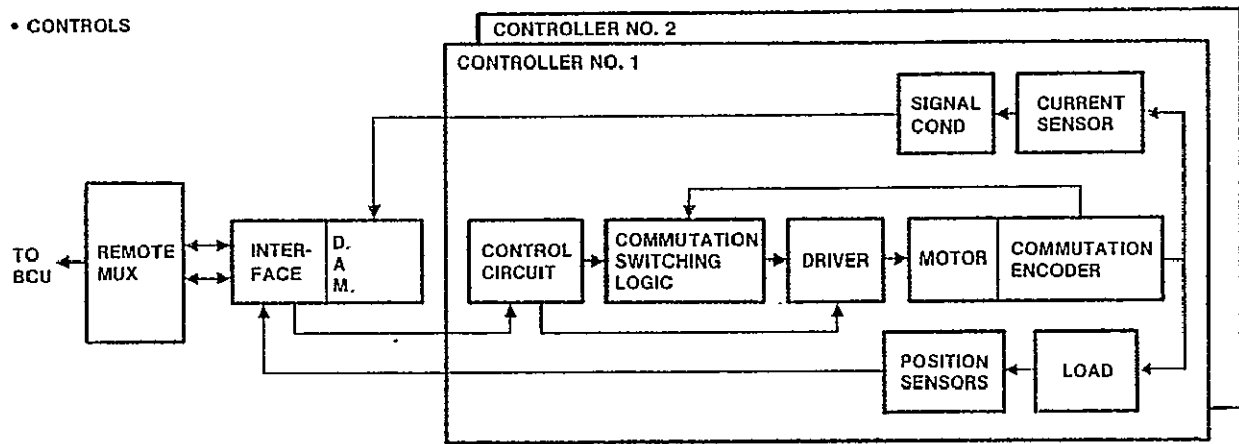 • CONTROLS
CONTROLLER NO. 2
CONTROLLER NO. 1
SIGNAL
COND
CURRENT
SENSOR
TO
BCU
REMOTE
MUX
INTER-
FACE
D.
A
M.
CONTROL
CIRCUIT
COMMUTATION
SWITCHING
LOGIC
DRIVER
MOTOR
COMMUTATION
ENCODER
POSITION
SENSORS
LOAD